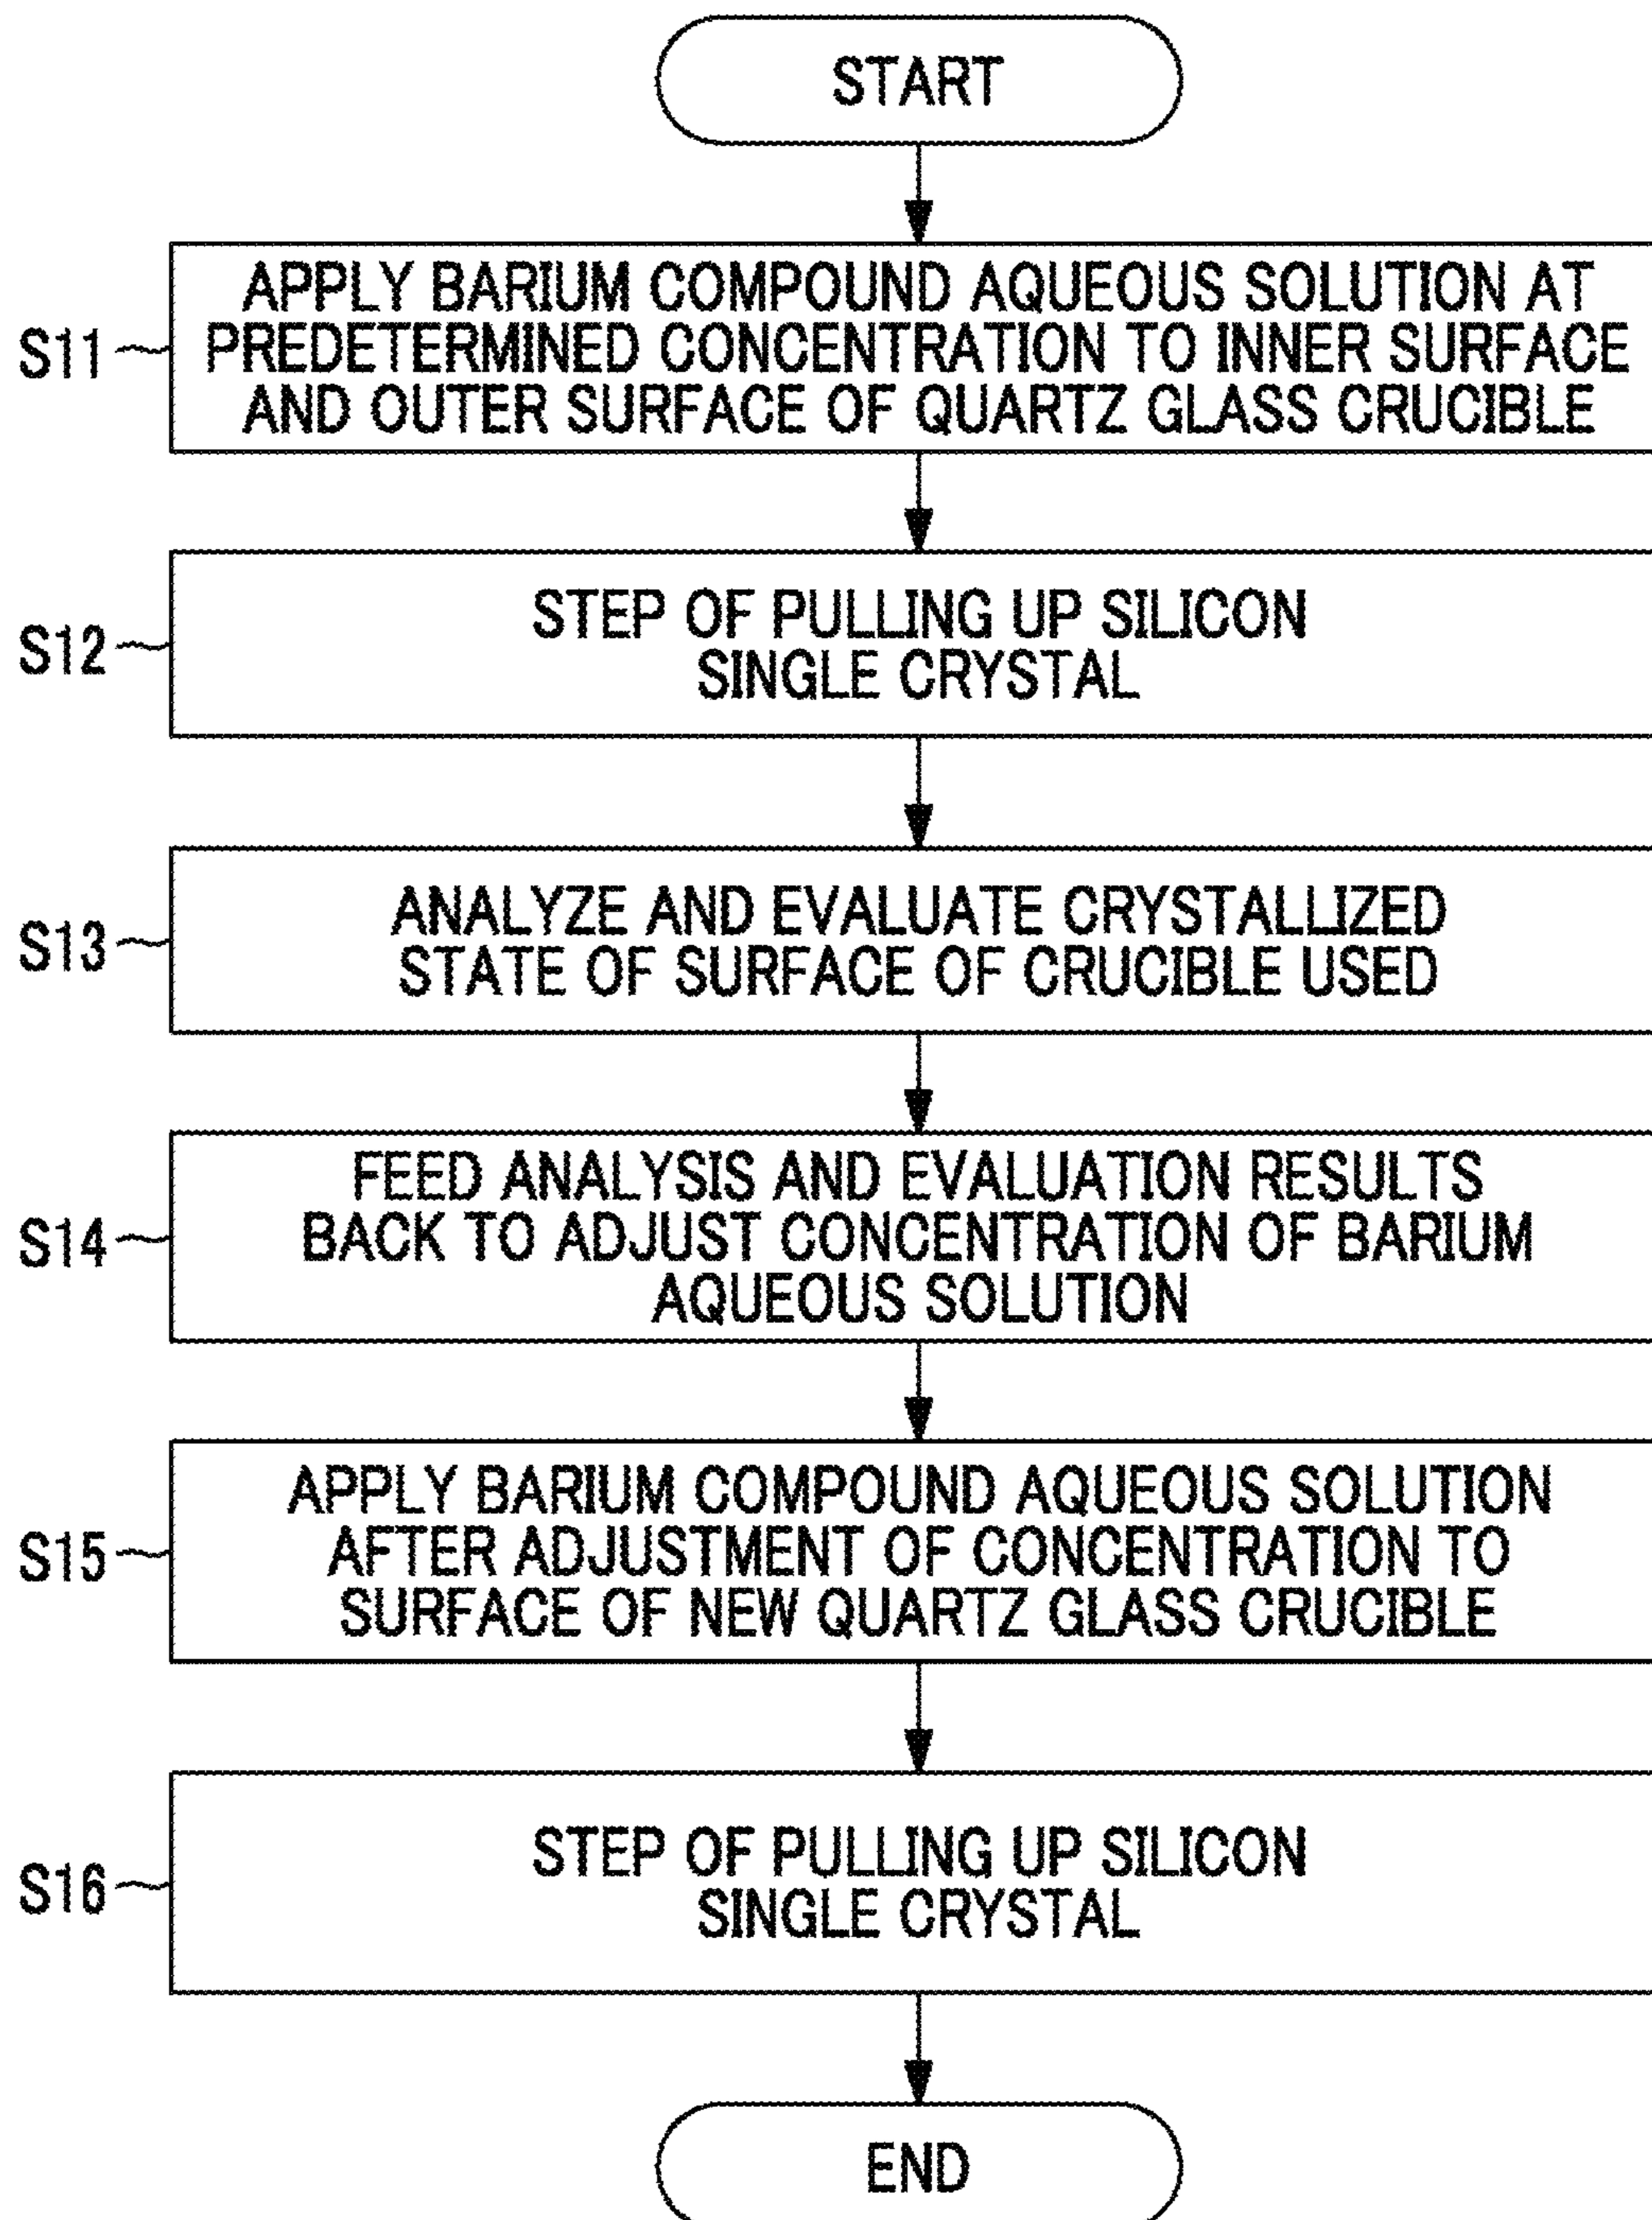 START
S11
APPLY BARIUM COMPOUND AQUEOUS SOLUTION AT
PREDETERMINED CONCENTRATION TO INNER SURFACE
AND OUTER SURFACE OF QUARTZ GLASS CRUCIBLE
S12
STEP OF PULLING UP SILICON
SINGLE CRYSTAL
S13
ANALYZE AND EVALUATE CRYSTALLIZED
STATE OF SURFACE OF CRUCIBLE USED
S14
FEED ANALYSIS AND EVALUATION RESULTS
BACK TO ADJUST CONCENTRATION OF BARIUM
AQUEOUS SOLUTION
S15
APPLY BARIUM COMPOUND AQUEOUS SOLUTION
AFTER ADJUSTMENT OF CONCENTRATION TO
SURFACE OF NEW QUARTZ GLASS CRUCIBLE
S16
STEP OF PULLING UP SILICON
SINGLE CRYSTAL
END